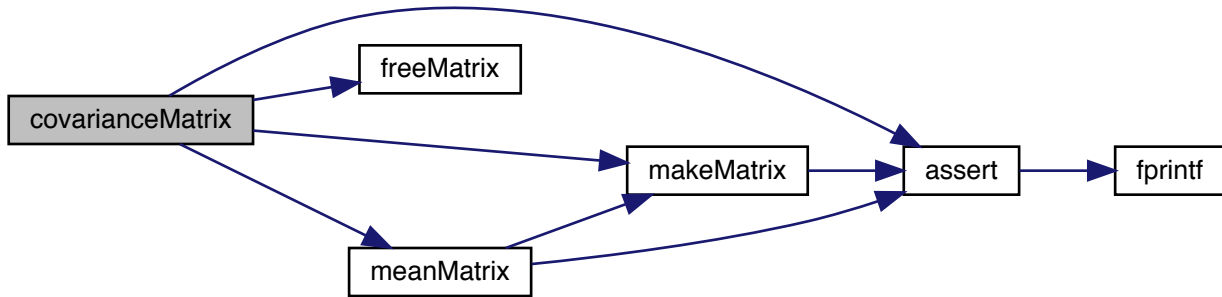 covarianceMatrix
freeMatrix
makeMatrix
meanMatrix
assert
fprintf